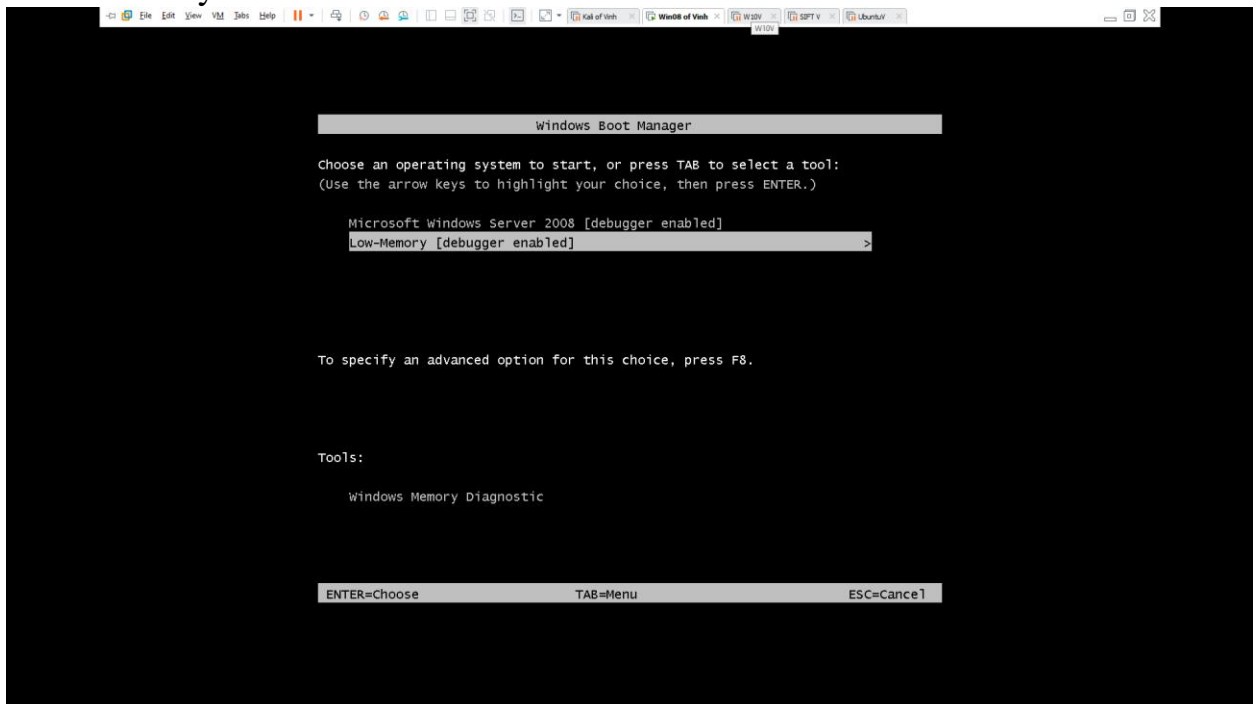 File Edit View VM Tabs Help Kali of Vinh Win08 of Vinh W10V SIFT V UbuntuV
W10V
Windows Boot Manager
Choose an operating system to start, or press TAB to select a tool:
(Use the arrow keys to highlight your choice, then press ENTER.)
Microsoft Windows Server 2008 [debugger enabled]
Low-Memory [debugger enabled] >
To specify an advanced option for this choice, press F8.
Tools:
Windows Memory Diagnostic
ENTER=Choose TAB=Menu ESC=Cancel